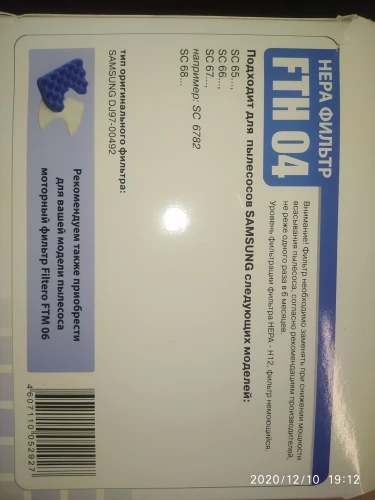 HEPA ФИЛЬТР
FTH 04
Внимание! Фильтр необходимо заменять при снижении мощности
всасывания пылесоса, согласно рекомендациям производителей,
не реже одного раза в 6 месяцев.
Уровень фильтрации фильтра HEPA - H12, фильтр немоющийся.
Подходит для пылесосов SAMSUNG следующих моделей:
SC 65...,
SC 66...,
SC 67...,
например: SC 6782
SC 68...
тип оригинального фильтра:
SAMSUNG DJ97-00492
Рекомендуем также приобрести
для вашей модели пылесоса
моторный фильтр Filtero FTM 06
4607110052927
2020/12/10 19:12